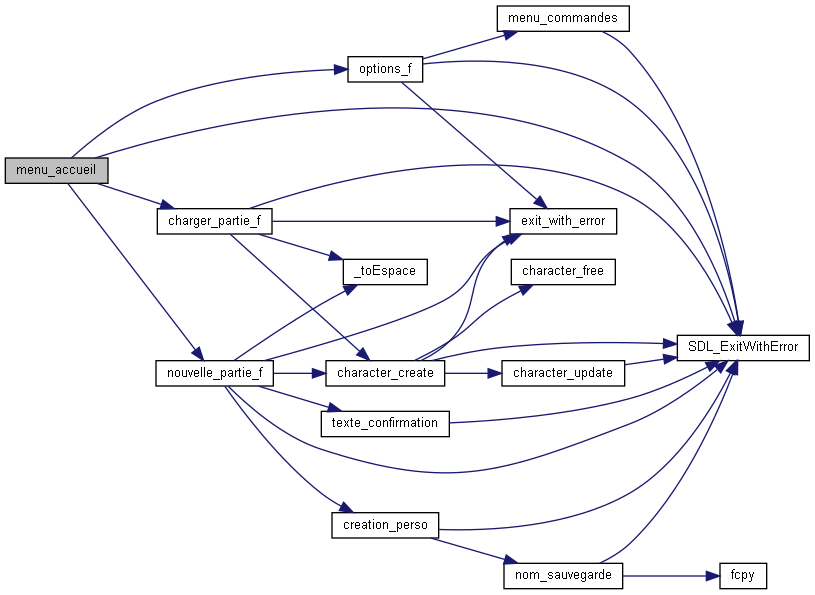 menu_commandes
options_f
menu_accueil
charger_partie_f
exit_with_error
_toEspace
character_free
SDL_ExitWithError
nouvelle_partie_f
character_create
character_update
texte_confirmation
creation_perso
nom_sauvegarde
fcpy